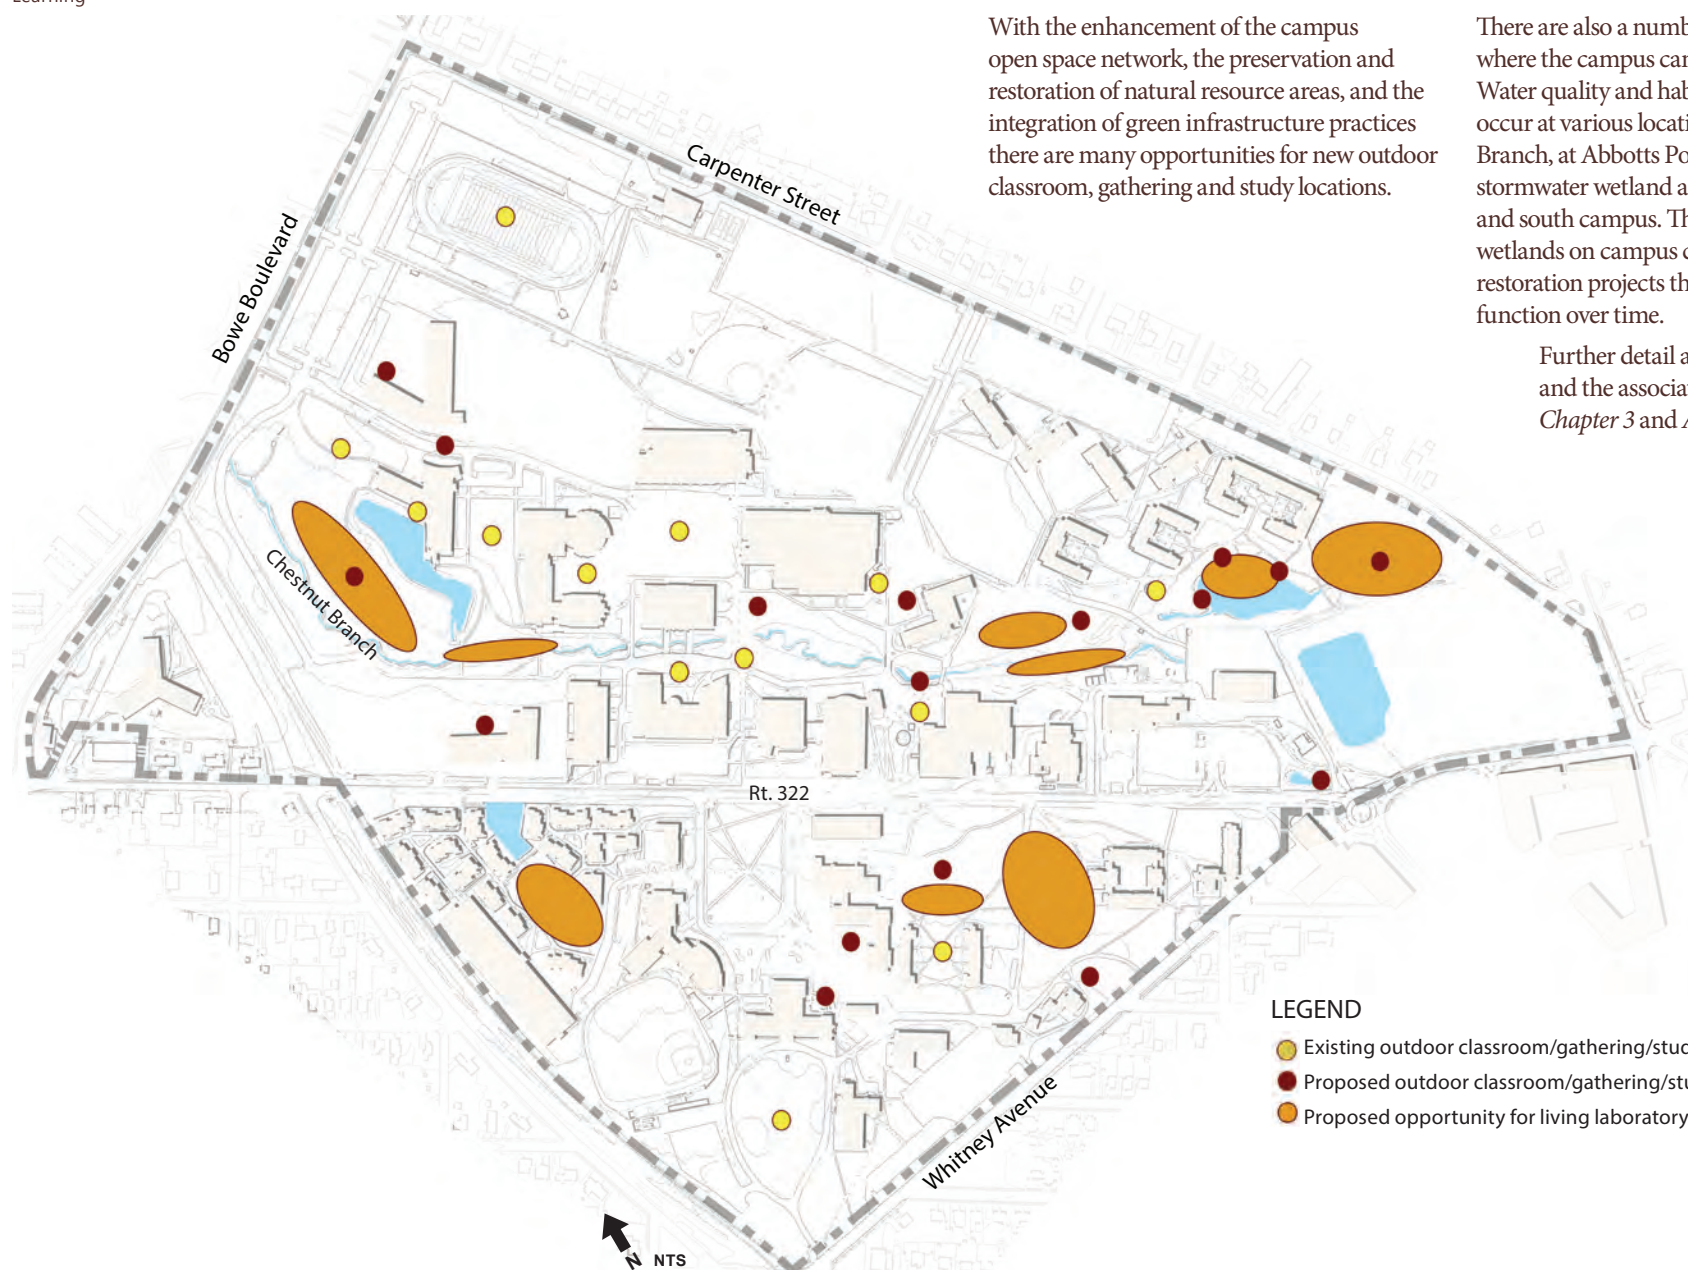 Learning
With the enhancement of the campus
open space network, the preservation and
restoration of natural resource areas, and the
integration of green infrastructure practices
there are many opportunities for new outdoor
classroom, gathering and study locations.
There are also a numb
where the campus can
Water quality and hab
occur at various locati
Branch, at Abbotts Po
stormwater wetland a
and south campus. Th
wetlands on campus c
restoration projects th
function over time.
Further detail a
and the associat
Chapter 3 and A
Carpenter Street
Bowe Boulevard
Chestnut Branch
Rt. 322
Whitney Avenue
LEGEND
Existing outdoor classroom/gathering/stud
Proposed outdoor classroom/gathering/stu
Proposed opportunity for living laboratory
N NTS